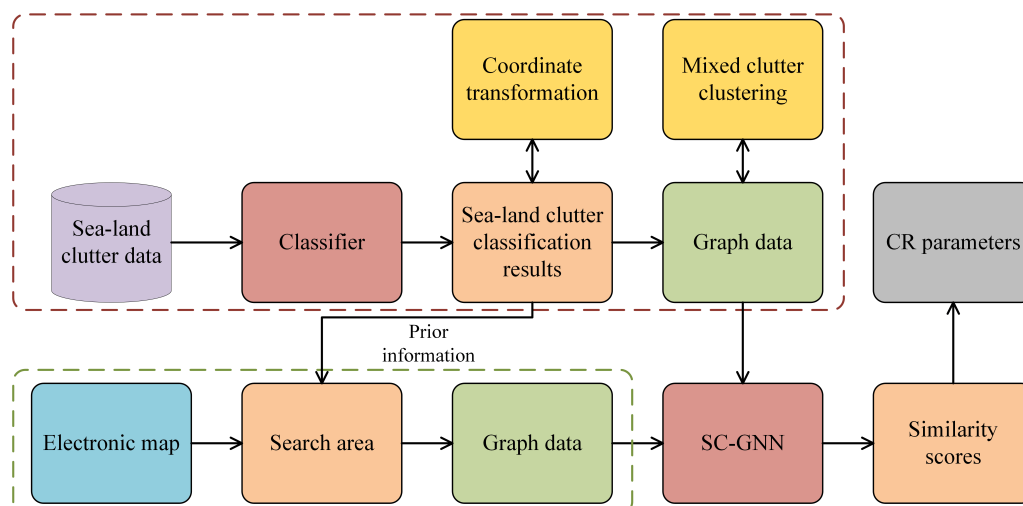 Coordinate
transformation
Mixed clutter
clustering
Sea-land
clutter data
Classifier
Sea-land clutter
classification
results
Graph data
CR parameters
Prior
information
Electronic map
Search area
Graph data
SC-GNN
Similarity
scores